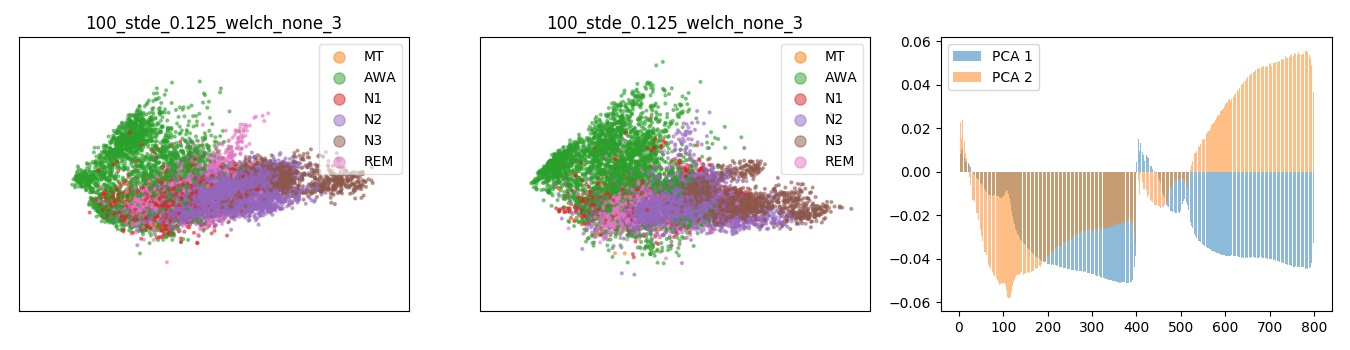 100_stde_0.125_welch_none_3
MT
AWA
N1
N2
N3
REM
100_stde_0.125_welch_none_3
MT
AWA
N1
N2
N3
REM
PCA 1
PCA 2
0.06
0.04
0.02
0.00
−0.02
−0.04
−0.06
0 100 200 300 400 500 600 700 800